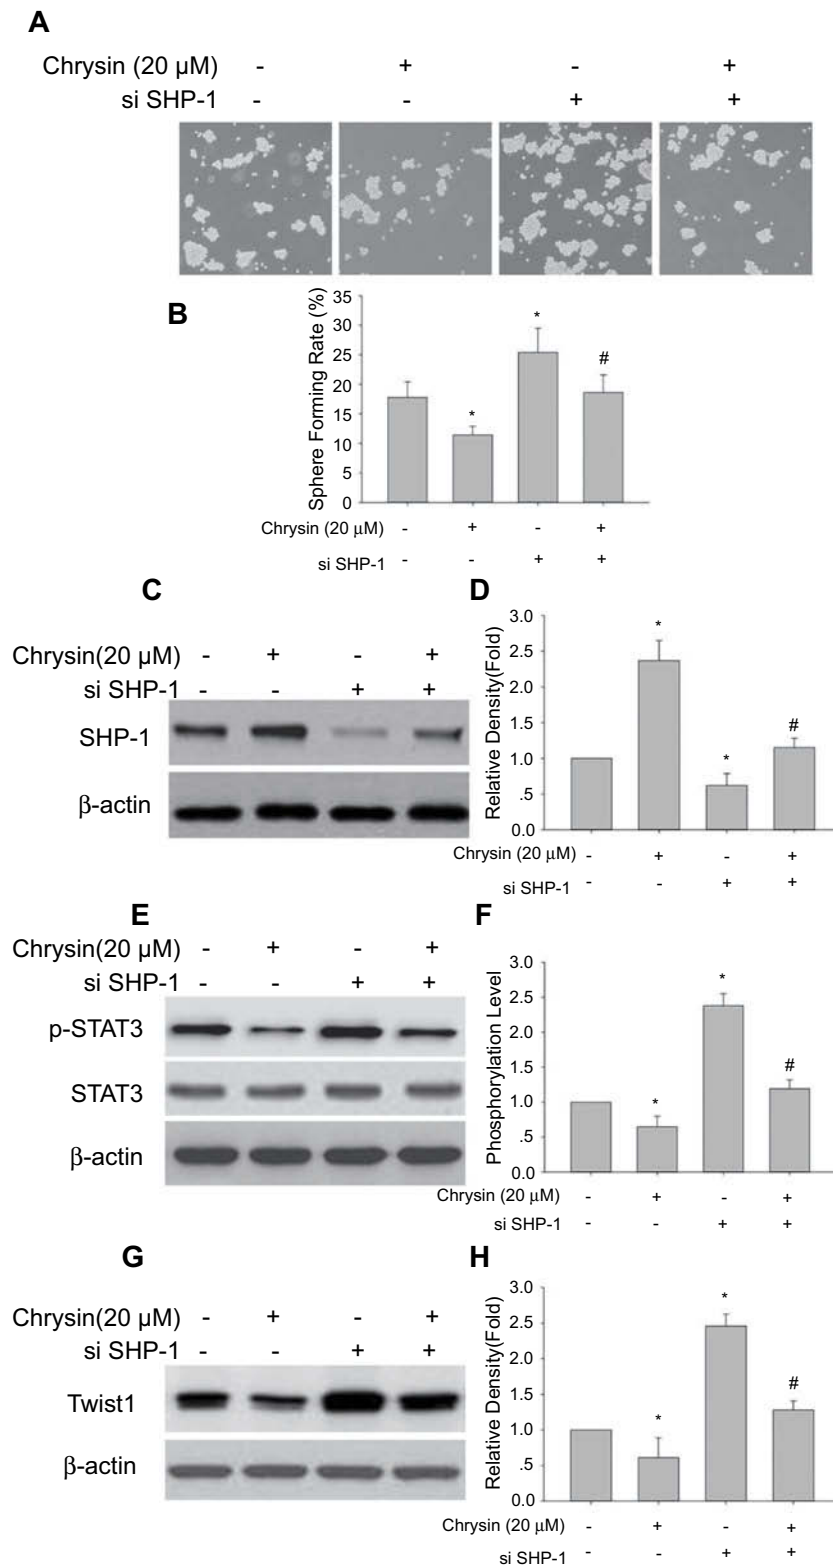 A
Chrysin (20 µM) - + - +
si SHP-1 - - + +
B
Sphere Forming Rate (%)
35
30
25
20
15
10
5
0
* * #
Chrysin (20 µM) - + - +
si SHP-1 - - + +
C
Chrysin(20 µM) - + - +
si SHP-1 - - + +
SHP-1
β-actin
D
Relative Density(Fold)
3.0
2.5
2.0
1.5
1.0
.5
0.0
* * #
Chrysin (20 µM) - + - +
si SHP-1 - - + +
E
Chrysin(20 µM) - + - +
si SHP-1 - - + +
p-STAT3
STAT3
β-actin
F
Phosphorylation Level
3.0
2.5
2.0
1.5
1.0
.5
0.0
* * #
Chrysin (20 µM) - + - +
si SHP-1 - - + +
G
Chrysin(20 µM) - + - +
si SHP-1 - - + +
Twist1
β-actin
H
Relative Density(Fold)
3.0
2.5
2.0
1.5
1.0
.5
0.0
* * #
Chrysin (20 µM) - + - +
si SHP-1 - - + +